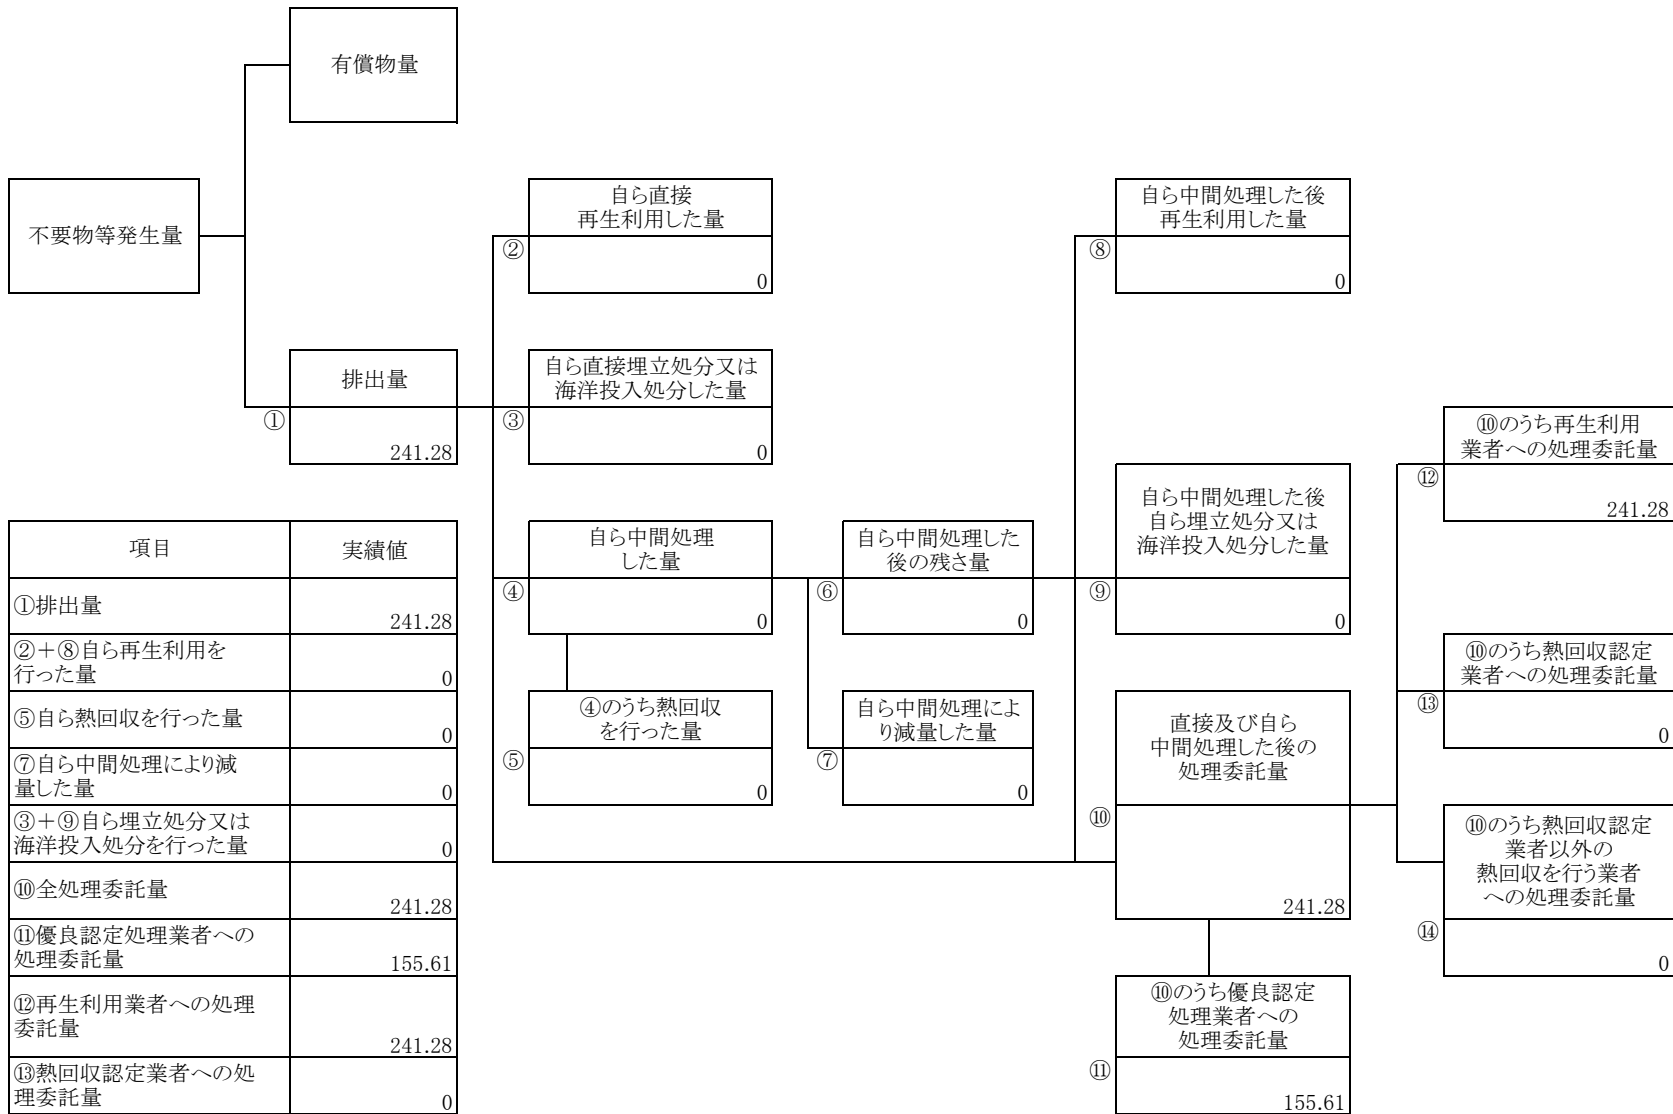 有償物量
不要物等発生量
自ら直接
再生利用した量
②
0
自ら中間処理した後
再生利用した量
⑧
0
排出量
①
241.28
自ら直接埋立処分又は
海洋投入処分した量
③
0
⑩のうち再生利用
業者への処理委託量
⑫
241.28
自ら中間処理
した量
④
0
自ら中間処理した
後の残さ量
⑥
0
自ら中間処理した後
自ら埋立処分又は
海洋投入処分した量
⑨
0
⑩のうち熱回収認定
業者への処理委託量
⑬
0
④のうち熱回収
を行った量
⑤
0
自ら中間処理によ
り減量した量
⑦
0
直接及び自ら
中間処理した後の
処理委託量
⑩
241.28
⑩のうち熱回収認定
業者以外の
熱回収を行う業者
への処理委託量
⑭
0
⑩のうち優良認定
処理業者への
処理委託量
⑪
155.61
項目 実績値
①排出量 241.28
②+⑧自ら再生利用を
行った量 0
⑤自ら熱回収を行った量 0
⑦自ら中間処理により減
量した量 0
③+⑨自ら埋立処分又は
海洋投入処分を行った量 0
⑩全処理委託量 241.28
⑪優良認定処理業者への
処理委託量 155.61
⑫再生利用業者への処理
委託量 241.28
⑬熱回収認定業者への処
理委託量 0